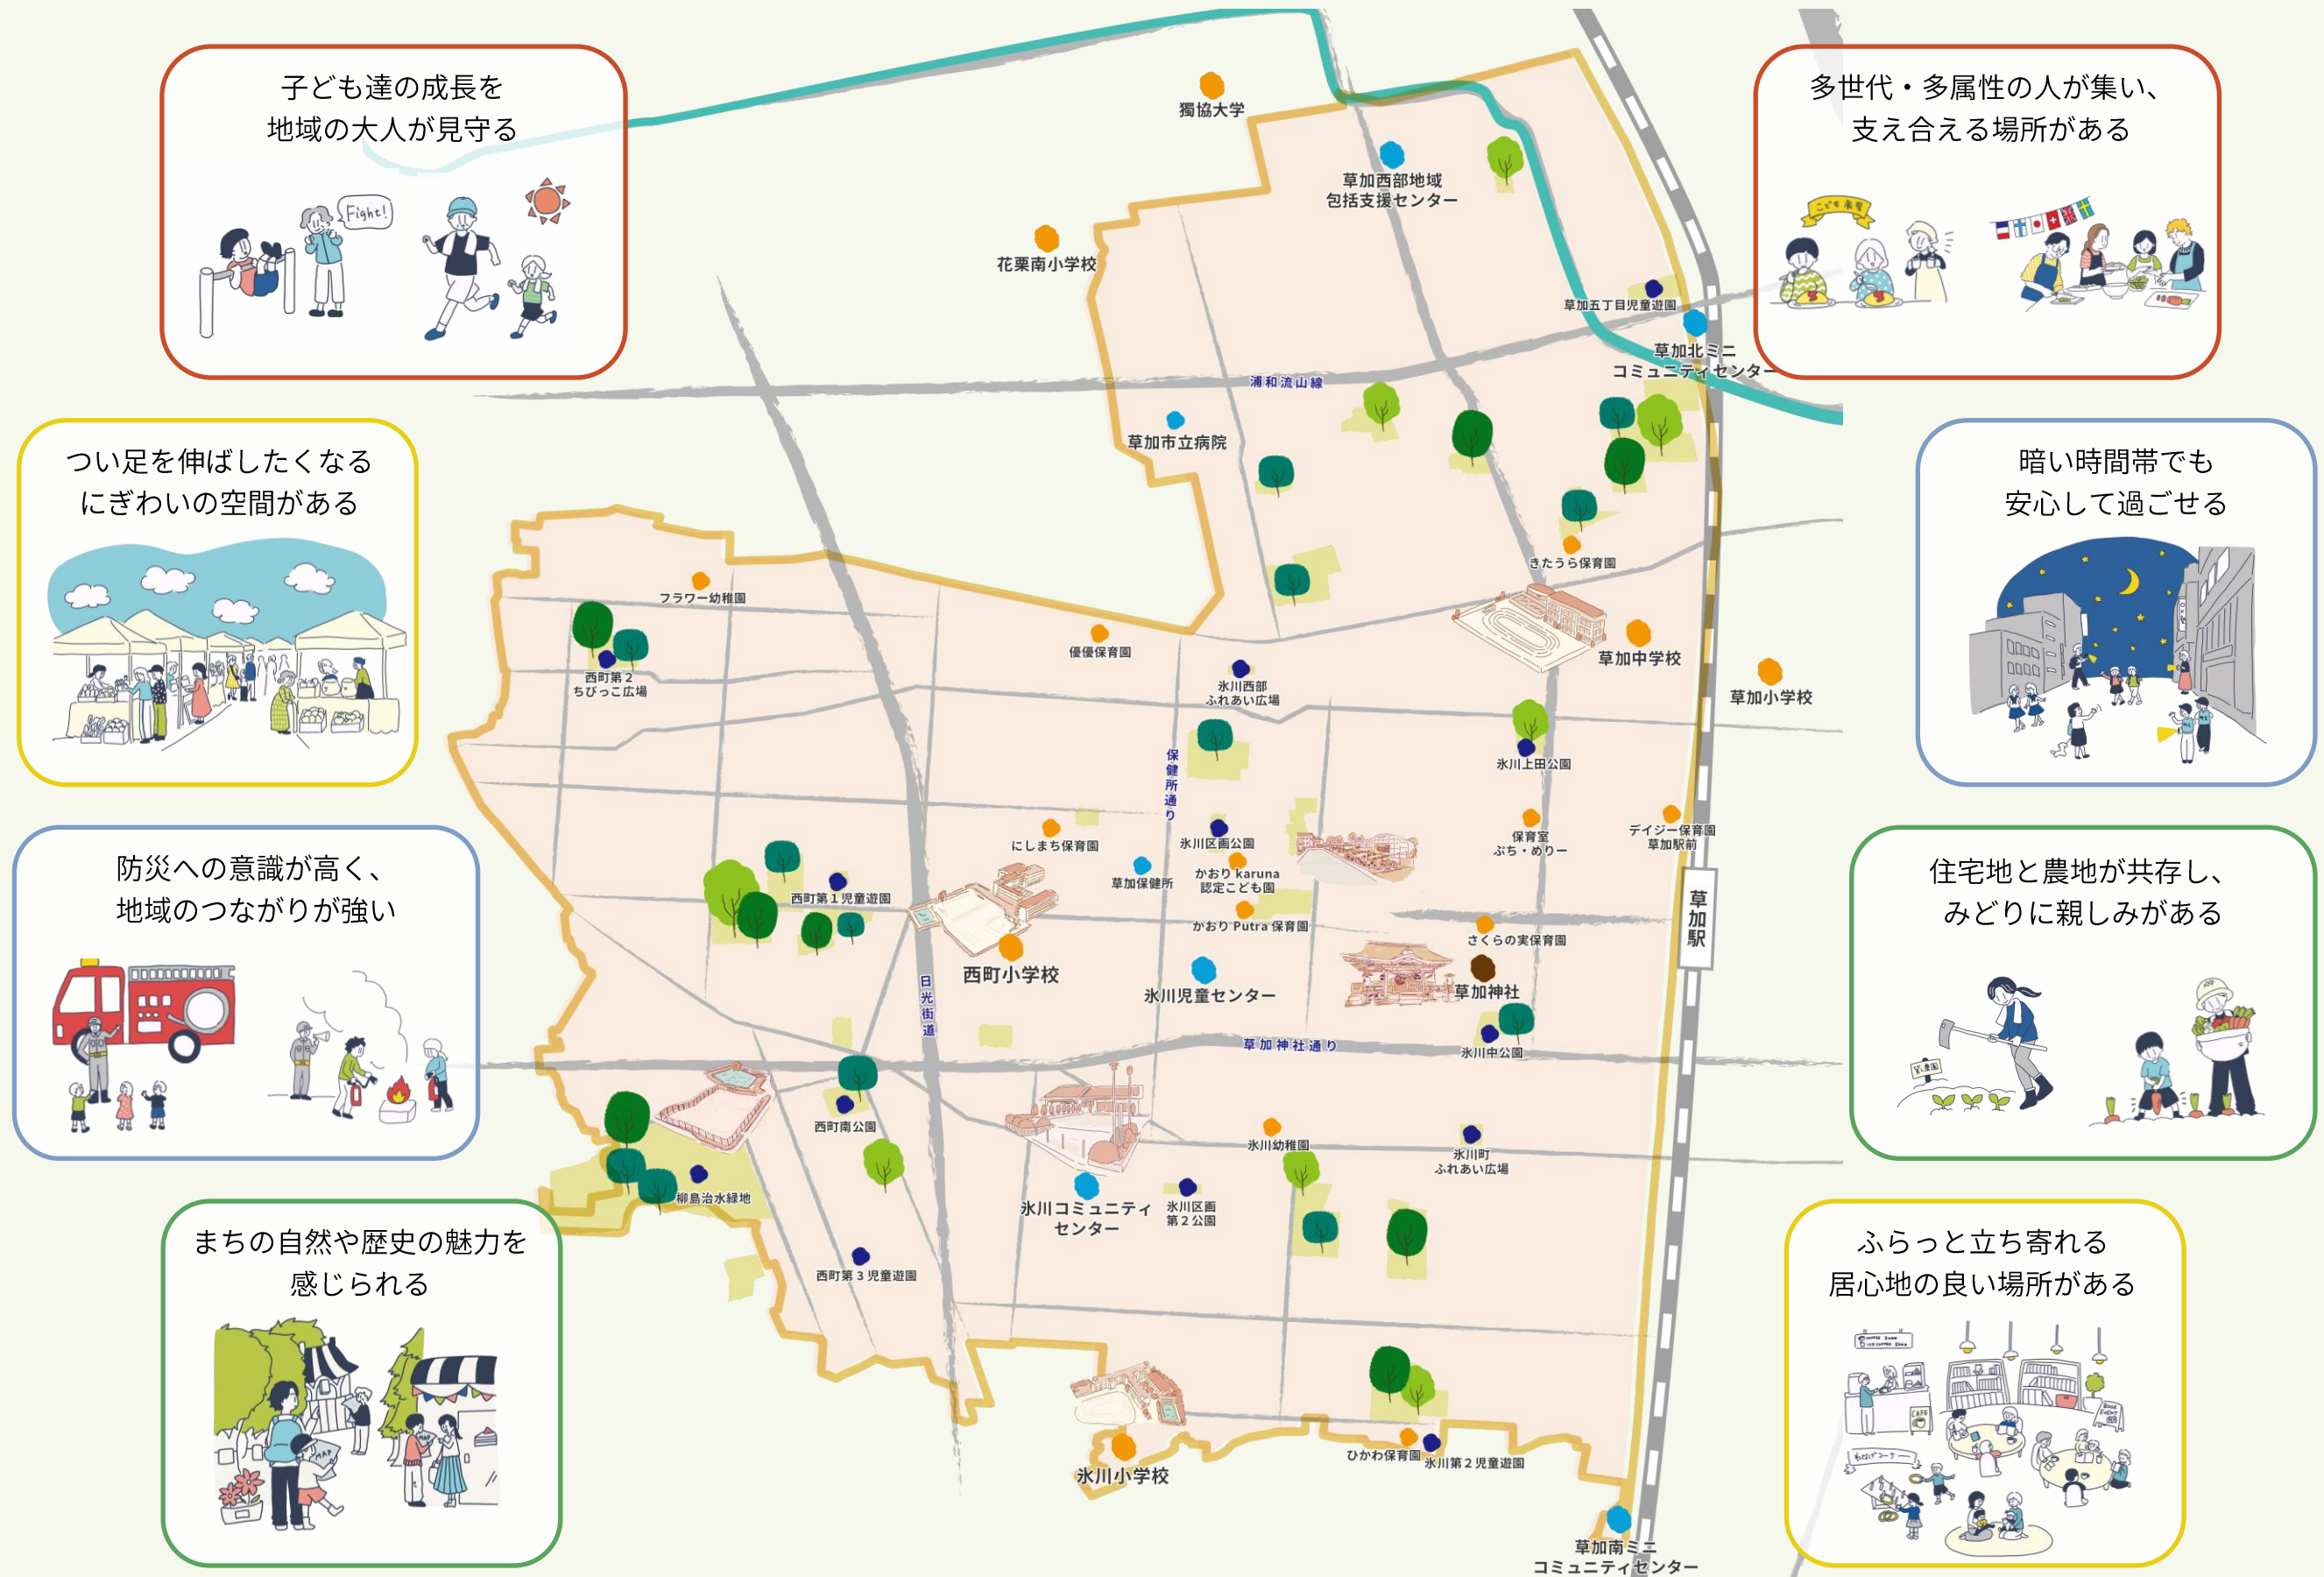 子ども達の成長を
地域の大人が見守る
Fight!
多世代・多属性の人が集い、
支え合える場所がある
こども食堂
つい足を伸ばしたくなる
にぎわいの空間がある
暗い時間帯でも
安心して過ごせる
防災への意識が高く、
地域のつながりが強い
住宅地と農地が共存し、
みどりに親しみがある
まちの自然や歴史の魅力を
感じられる
MAP
MAP
ふらっと立ち寄れる
居心地の良い場所がある
CAFE
BOOK
EVENT
わなげコーナー
獨協大学
草加西部地域
包括支援センター
花栗南小学校
草加五丁目児童遊園
草加北ミニ
コミュニティセンター
浦和流山線
草加市立病院
きたうら保育園
フラワー幼稚園
優優保育園
草加中学校
草加小学校
西町第２
ちびっこ広場
氷川西部
ふれあい広場
氷川上田公園
保健所通り
にしまち保育園
氷川区画公園
保育室
ぷち・めりー
デイジー保育園
草加駅前
草加保健所
かおり karuna
認定こども園
西町第１児童遊園
かおり Putra 保育園
さくらの実保育園
草加駅
西町小学校
氷川児童センター
草加神社
日光街道
草加神社通り
氷川中公園
西町南公園
氷川幼稚園
氷川町
ふれあい広場
柳島治水緑地
氷川コミュニティ
センター
氷川区画
第２公園
西町第３児童遊園
氷川小学校
ひかわ保育園
氷川第２児童遊園
草加南ミニ
コミュニティセンター